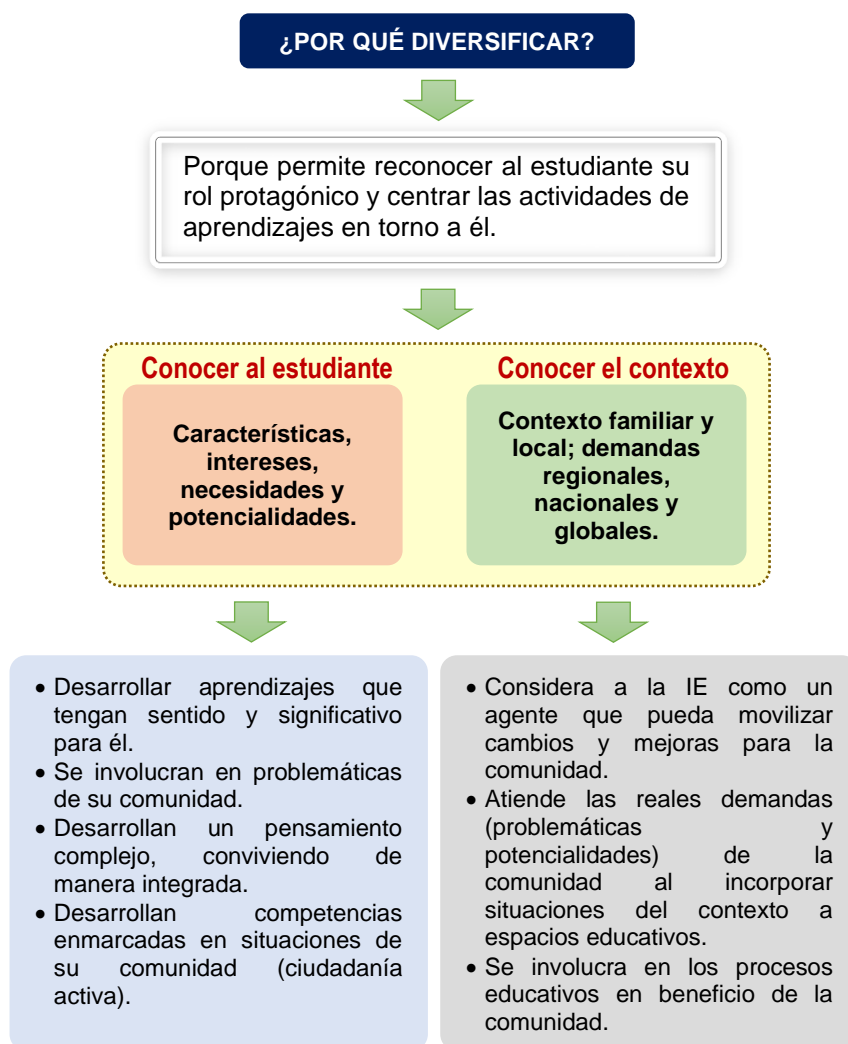 ¿POR QUÉ DIVERSIFICAR?
Porque permite reconocer al estudiante su
rol protagónico y centrar las actividades de
aprendizajes en torno a él.
Conocer al estudiante
Características,
intereses,
necesidades y
potencialidades.
Conocer el contexto
Contexto familiar y
local; demandas
regionales,
nacionales y
globales.
• Desarrollar aprendizajes que
tengan sentido y significativo
para él.
• Se involucran en problemáticas
de su comunidad.
• Desarrollan un pensamiento
complejo, conviviendo de
manera integrada.
• Desarrollan competencias
enmarcadas en situaciones de
su comunidad (ciudadanía
activa).
• Considera a la IE como un
agente que pueda movilizar
cambios y mejoras para la
comunidad.
• Atiende las reales demandas
(problemáticas y
potencialidades) de la
comunidad al incorporar
situaciones del contexto a
espacios educativos.
• Se involucra en los procesos
educativos en beneficio de la
comunidad.